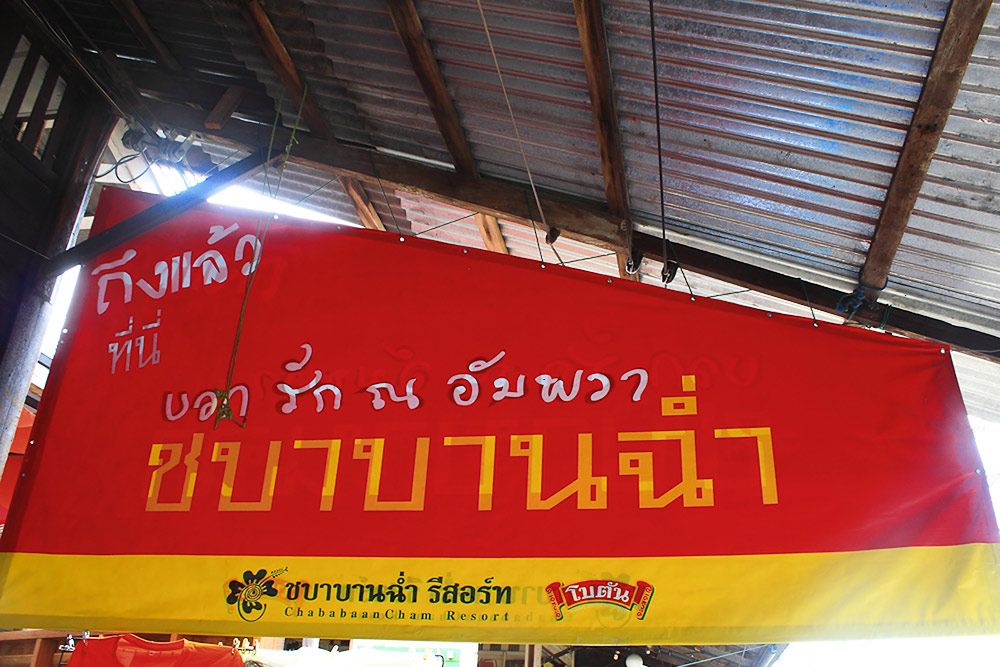 ถึงแล้ว
ที่นี่
บวก รัก ณ อัมพวา
ชบาบานฉ่ำ
ชบาบานฉ่ำ รีสอร์ท
ChababaanCham Resort
โบตัน